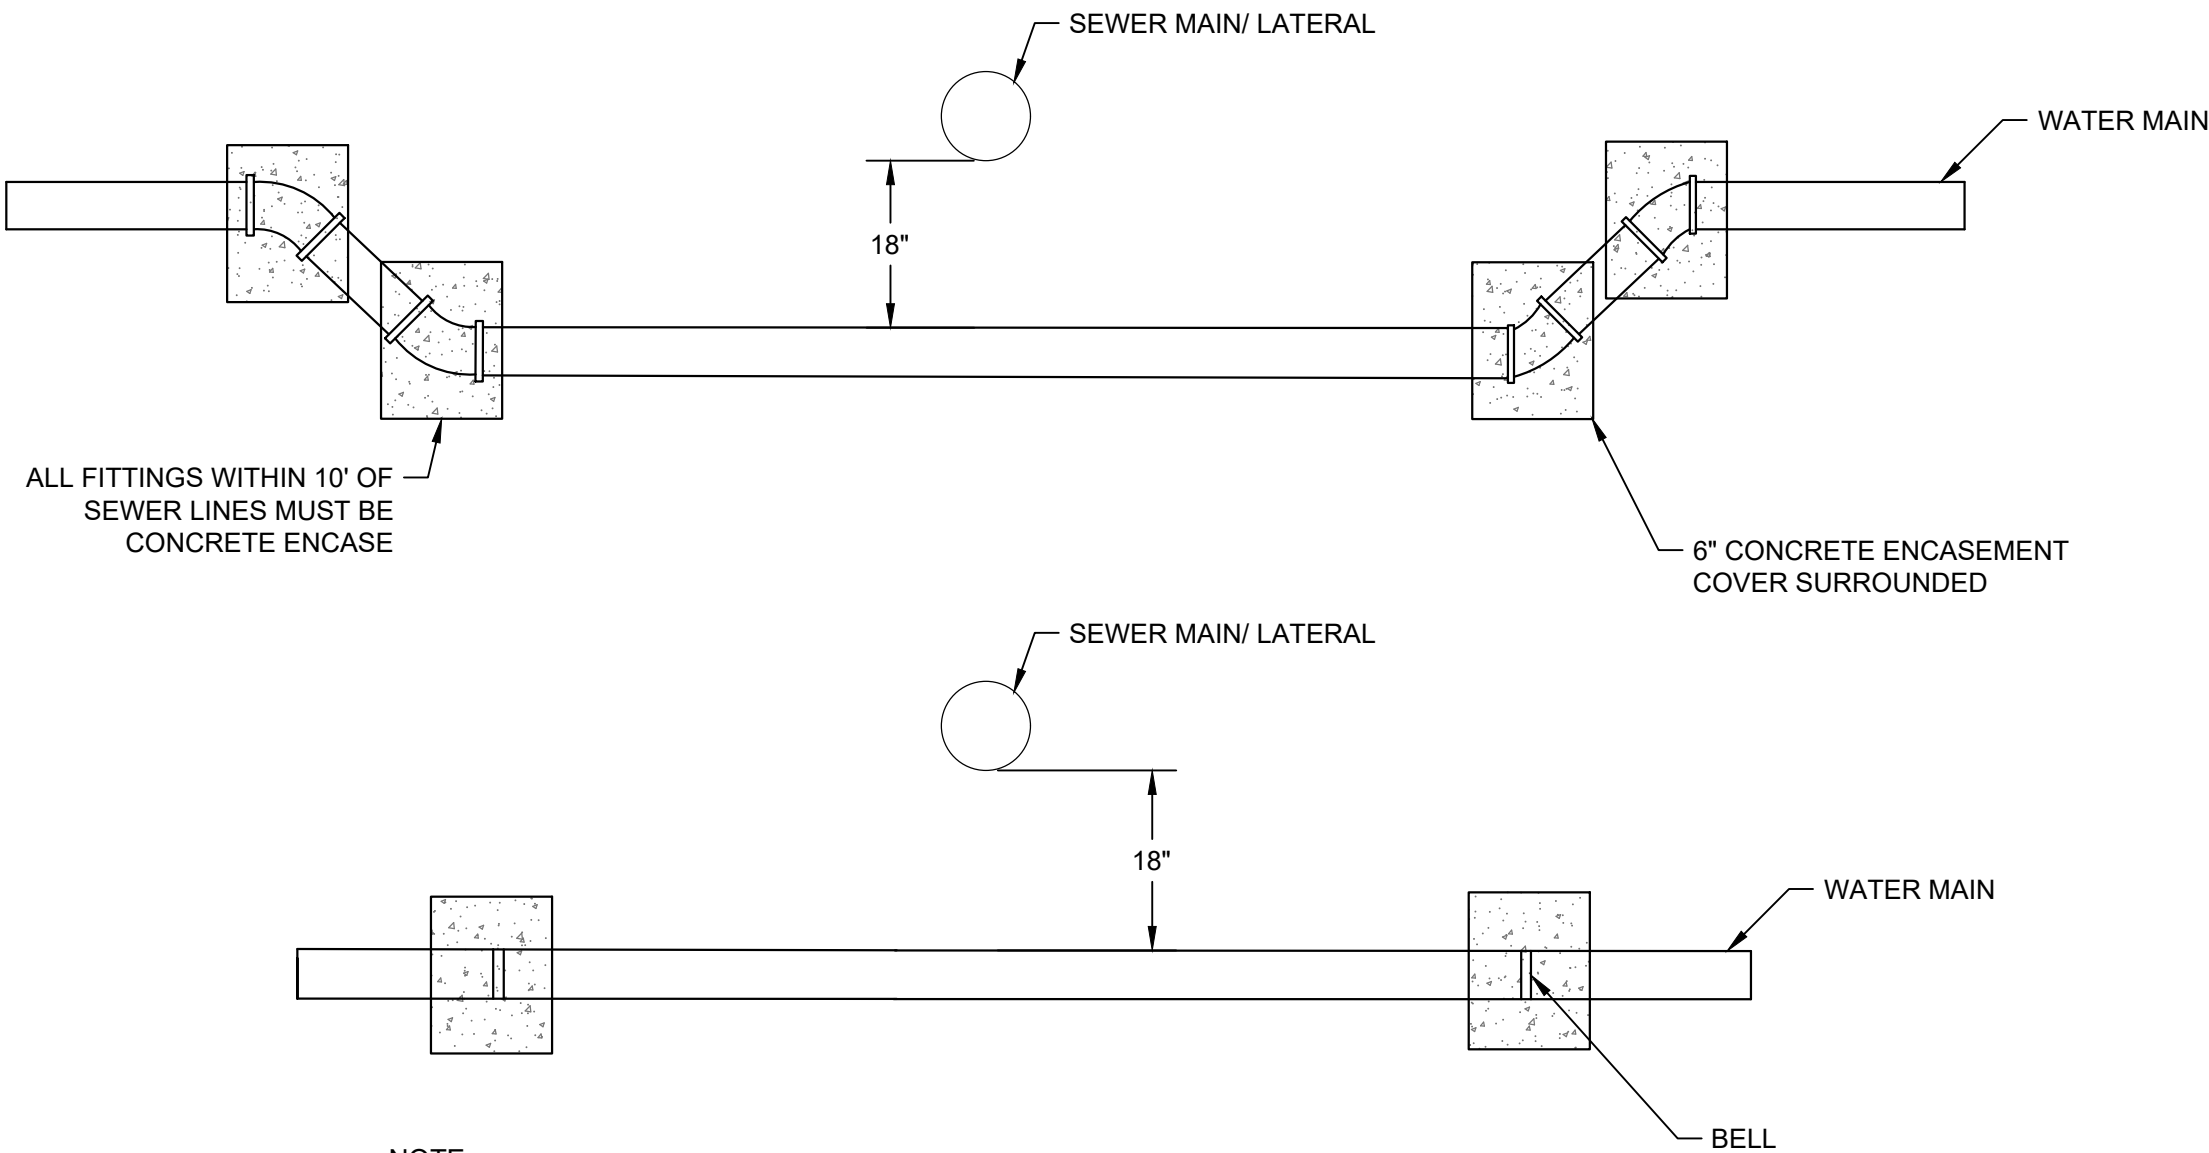 SEWER MAIN/ LATERAL
WATER MAIN
18"
ALL FITTINGS WITHIN 10' OF
SEWER LINES MUST BE
CONCRETE ENCASE
6" CONCRETE ENCASEMENT
COVER SURROUNDED
SEWER MAIN/ LATERAL
18"
WATER MAIN
BELL
NOTE